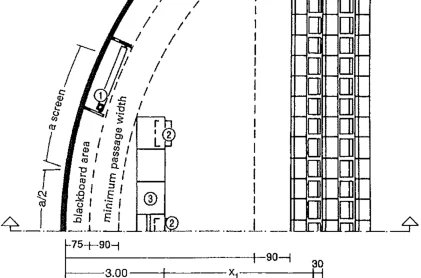 a screen
a/2
blackboard area
minimum passage width
1
2
3
2
75
90
90
30
3.00
x₁